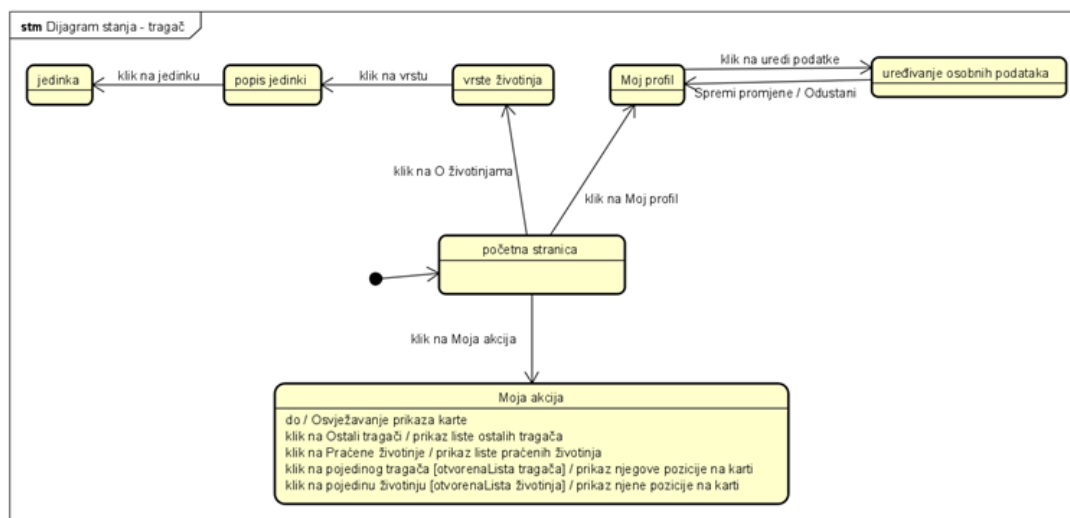 stm Dijagram stanja - tragač
jedinka
klik na jedinku
popis jedinki
klik na vrstu
vrste životinja
Moj profil
klik na uredi podatke
uređivanje osobnih podataka
Spremi promjene / Odustani
klik na O životinjama
klik na Moj profil
početna stranica
klik na Moja akcija
Moja akcija
do / Osvježavanje prikaza karte
klik na Ostali tragači / prikaz liste ostalih tragača
klik na Praćene životinje / prikaz liste praćenih životinja
klik na pojedinog tragača [otvorenaLista tragača] / prikaz njegove pozicije na karti
klik na pojedinu životinju [otvorenaLista životinja] / prikaz njene pozicije na karti